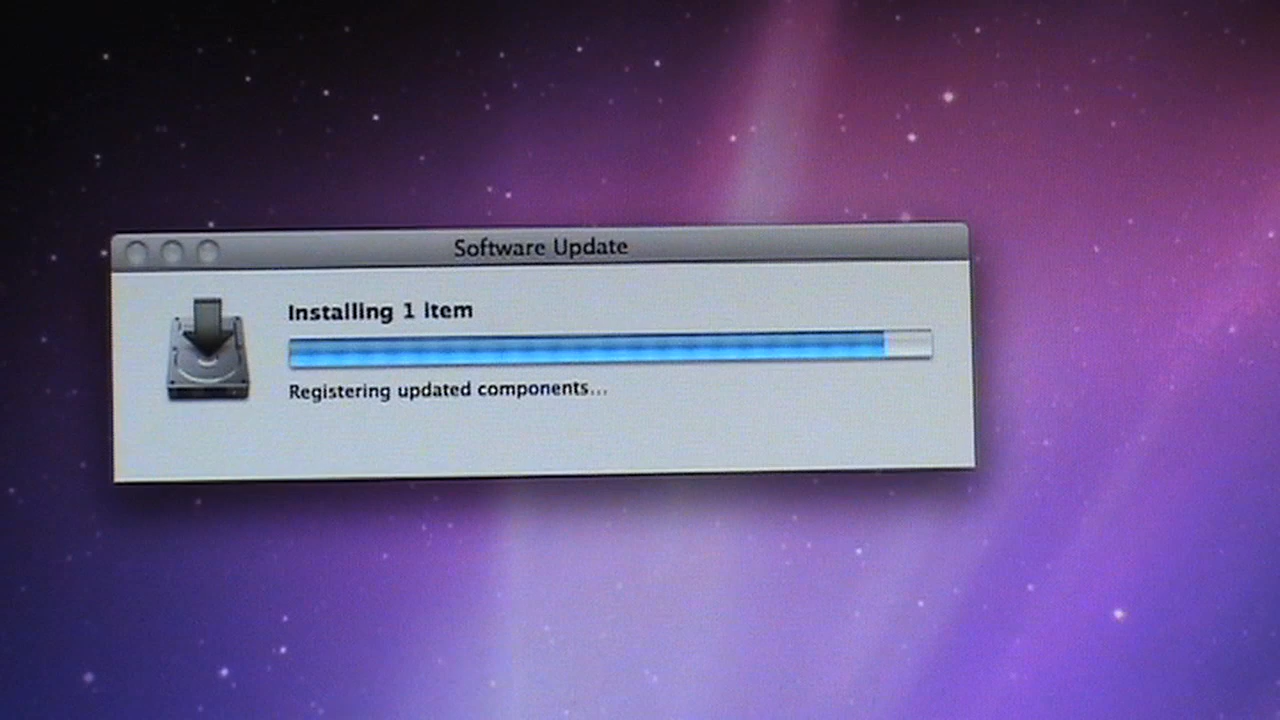 Software Update
Installing 1 item
Registering updated components...